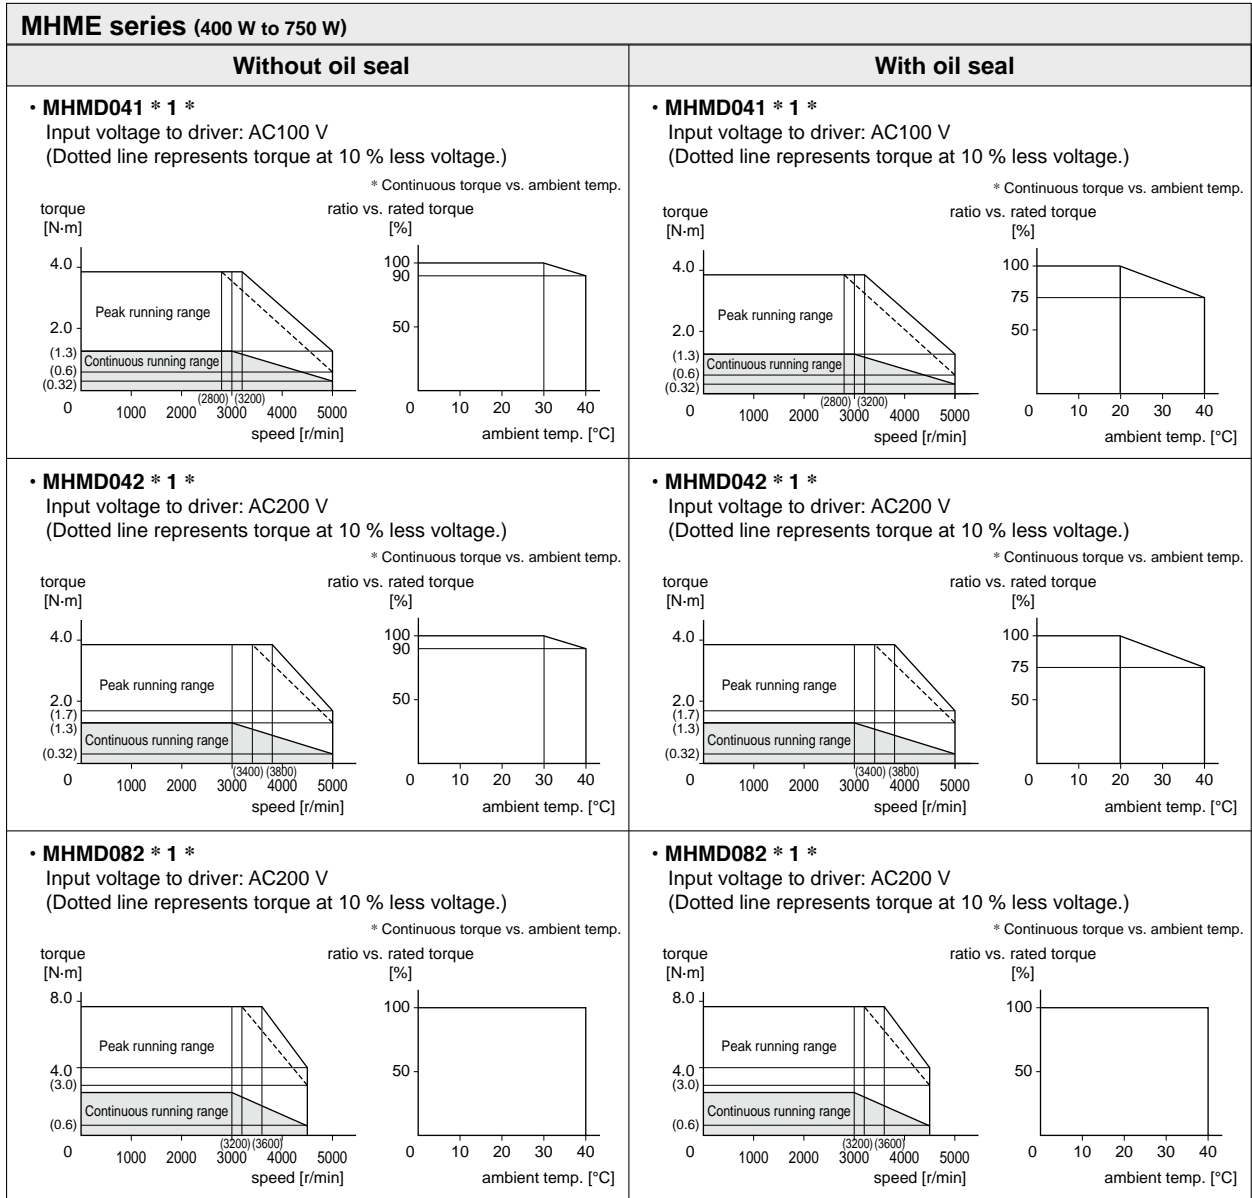 MHME series (400 W to 750 W)
Without oil seal
With oil seal
• MHMD041 * 1 *
Input voltage to driver: AC100 V
(Dotted line represents torque at 10 % less voltage.)
* Continuous torque vs. ambient temp.
torque
[N·m]
4.0
2.0
(1.3)
(0.6)
(0.32)
0
Peak running range
Continuous running range
(2800) (3200)
1000 2000 3000 4000 5000
speed [r/min]
ratio vs. rated torque
[%]
100
90
50
0 10 20 30 40
ambient temp. [°C]
• MHMD041 * 1 *
Input voltage to driver: AC100 V
(Dotted line represents torque at 10 % less voltage.)
* Continuous torque vs. ambient temp.
torque
[N·m]
4.0
2.0
(1.3)
(0.6)
(0.32)
0
Peak running range
Continuous running range
(2800) (3200)
1000 2000 3000 4000 5000
speed [r/min]
ratio vs. rated torque
[%]
100
75
50
0 10 20 30 40
ambient temp. [°C]
• MHMD042 * 1 *
Input voltage to driver: AC200 V
(Dotted line represents torque at 10 % less voltage.)
* Continuous torque vs. ambient temp.
torque
[N·m]
4.0
2.0
(1.7)
(1.3)
(0.32)
0
Peak running range
Continuous running range
(3400) (3800)
1000 2000 3000 4000 5000
speed [r/min]
ratio vs. rated torque
[%]
100
90
50
0 10 20 30 40
ambient temp. [°C]
• MHMD042 * 1 *
Input voltage to driver: AC200 V
(Dotted line represents torque at 10 % less voltage.)
* Continuous torque vs. ambient temp.
torque
[N·m]
4.0
2.0
(1.7)
(1.3)
(0.32)
0
Peak running range
Continuous running range
(3400) (3800)
1000 2000 3000 4000 5000
speed [r/min]
ratio vs. rated torque
[%]
100
75
50
0 10 20 30 40
ambient temp. [°C]
• MHMD082 * 1 *
Input voltage to driver: AC200 V
(Dotted line represents torque at 10 % less voltage.)
* Continuous torque vs. ambient temp.
torque
[N·m]
8.0
4.0
(3.0)
(0.6)
0
Peak running range
Continuous running range
(3200) (3600)
1000 2000 3000 4000 5000
speed [r/min]
ratio vs. rated torque
[%]
100
50
0 10 20 30 40
ambient temp. [°C]
• MHMD082 * 1 *
Input voltage to driver: AC200 V
(Dotted line represents torque at 10 % less voltage.)
* Continuous torque vs. ambient temp.
torque
[N·m]
8.0
4.0
(3.0)
(0.6)
0
Peak running range
Continuous running range
(3200) (3600)
1000 2000 3000 4000 5000
speed [r/min]
ratio vs. rated torque
[%]
100
50
0 10 20 30 40
ambient temp. [°C]